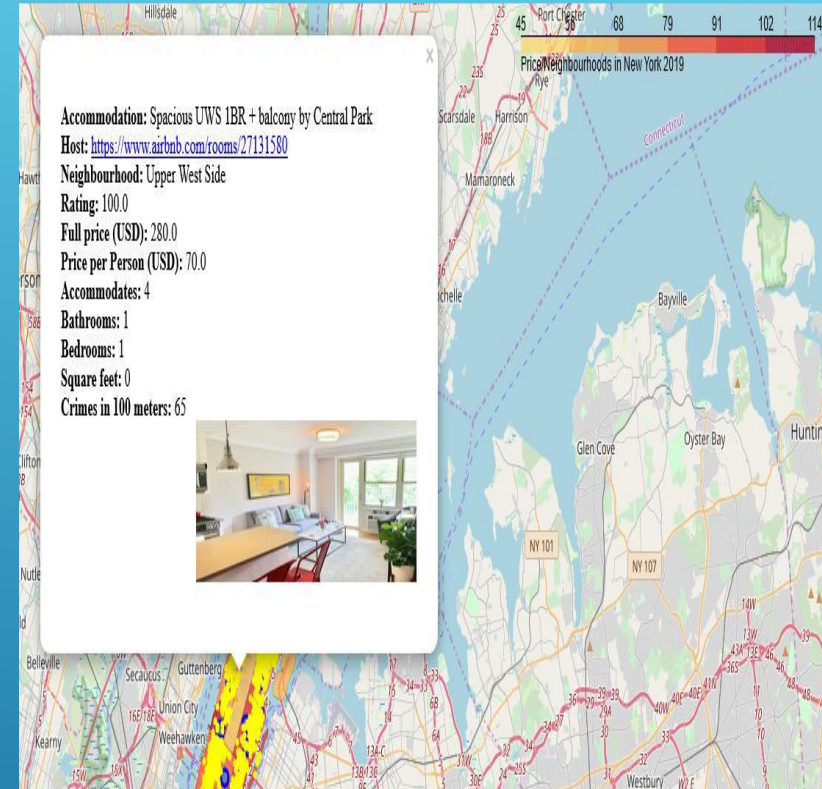 Hillsdale
Port Chester
45 56 68 79 91 102 114
Price/Neighbourhoods in New York 2019
Rye
×
Accommodation: Spacious UWS 1BR + balcony by Central Park
Host: https://www.airbnb.com/rooms/27131580
Neighbourhood: Upper West Side
Rating: 100.0
Full price (USD): 280.0
Price per Person (USD): 70.0
Accommodates: 4
Bathrooms: 1
Bedrooms: 1
Square feet: 0
Crimes in 100 meters: 65
Scarsdale
Harrison
Connecticut
Mamaroneck
Bayville
Glen Cove
Oyster Bay
NY 101
NY 107
Belleville
Secaucus
Guttenberg
Union City
16E/18E
Weehawken
Kearny
Westbury